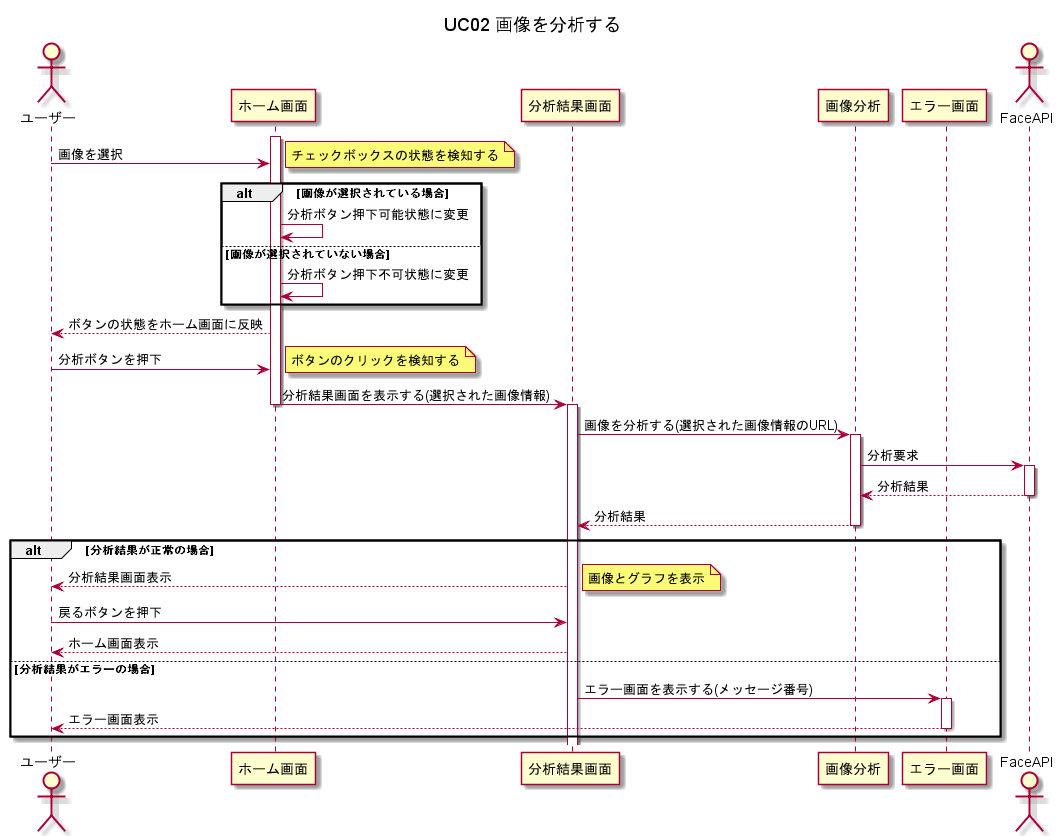 UC02 画像を分析する
ユーザー
ホーム画面
分析結果画面
画像分析
エラー画面
FaceAPI
画像を選択
チェックボックスの状態を検知する
alt
[画像が選択されている場合]
分析ボタン押下可能状態に変更
[画像が選択されていない場合]
分析ボタン押下不可状態に変更
ボタンの状態をホーム画面に反映
分析ボタンを押下
ボタンのクリックを検知する
分析結果画面を表示する(選択された画像情報)
画像を分析する(選択された画像情報のURL)
分析要求
分析結果
分析結果
alt
[分析結果が正常の場合]
分析結果画面表示
画像とグラフを表示
戻るボタンを押下
ホーム画面表示
[分析結果がエラーの場合]
エラー画面を表示する(メッセージ番号)
エラー画面表示
ユーザー
ホーム画面
分析結果画面
画像分析
エラー画面
FaceAPI